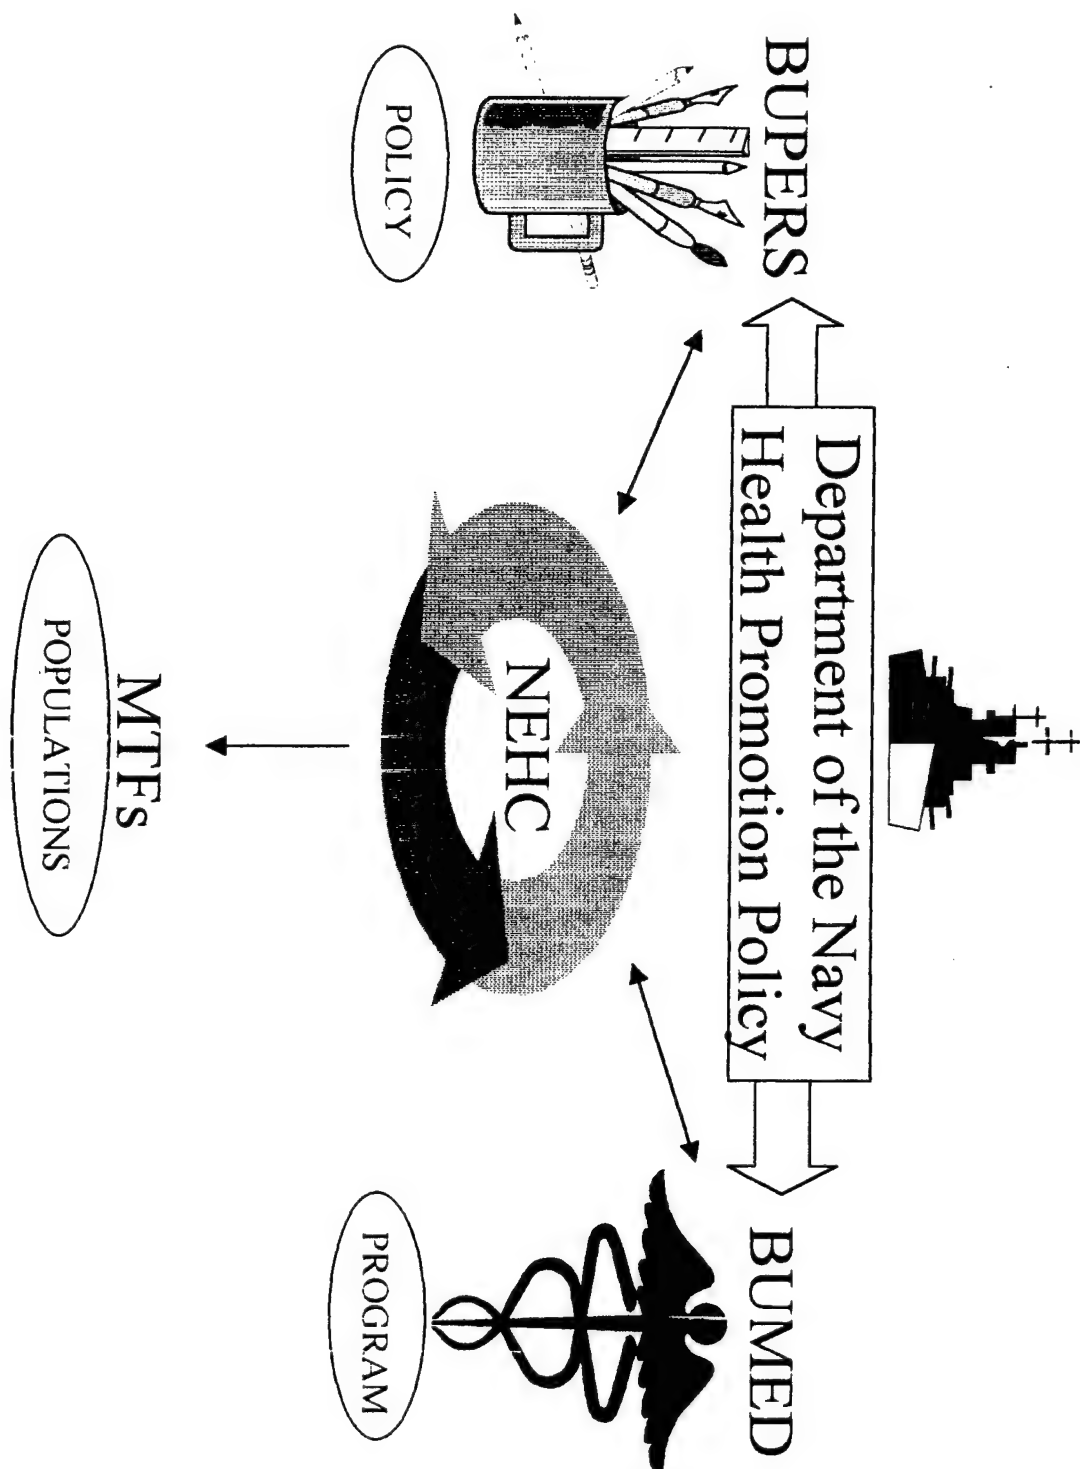 Department of the Navy
Health Promotion Policy
BUPERS
BUMED
POLICY
NEHC
PROGRAM
MTFs
POPULATIONS